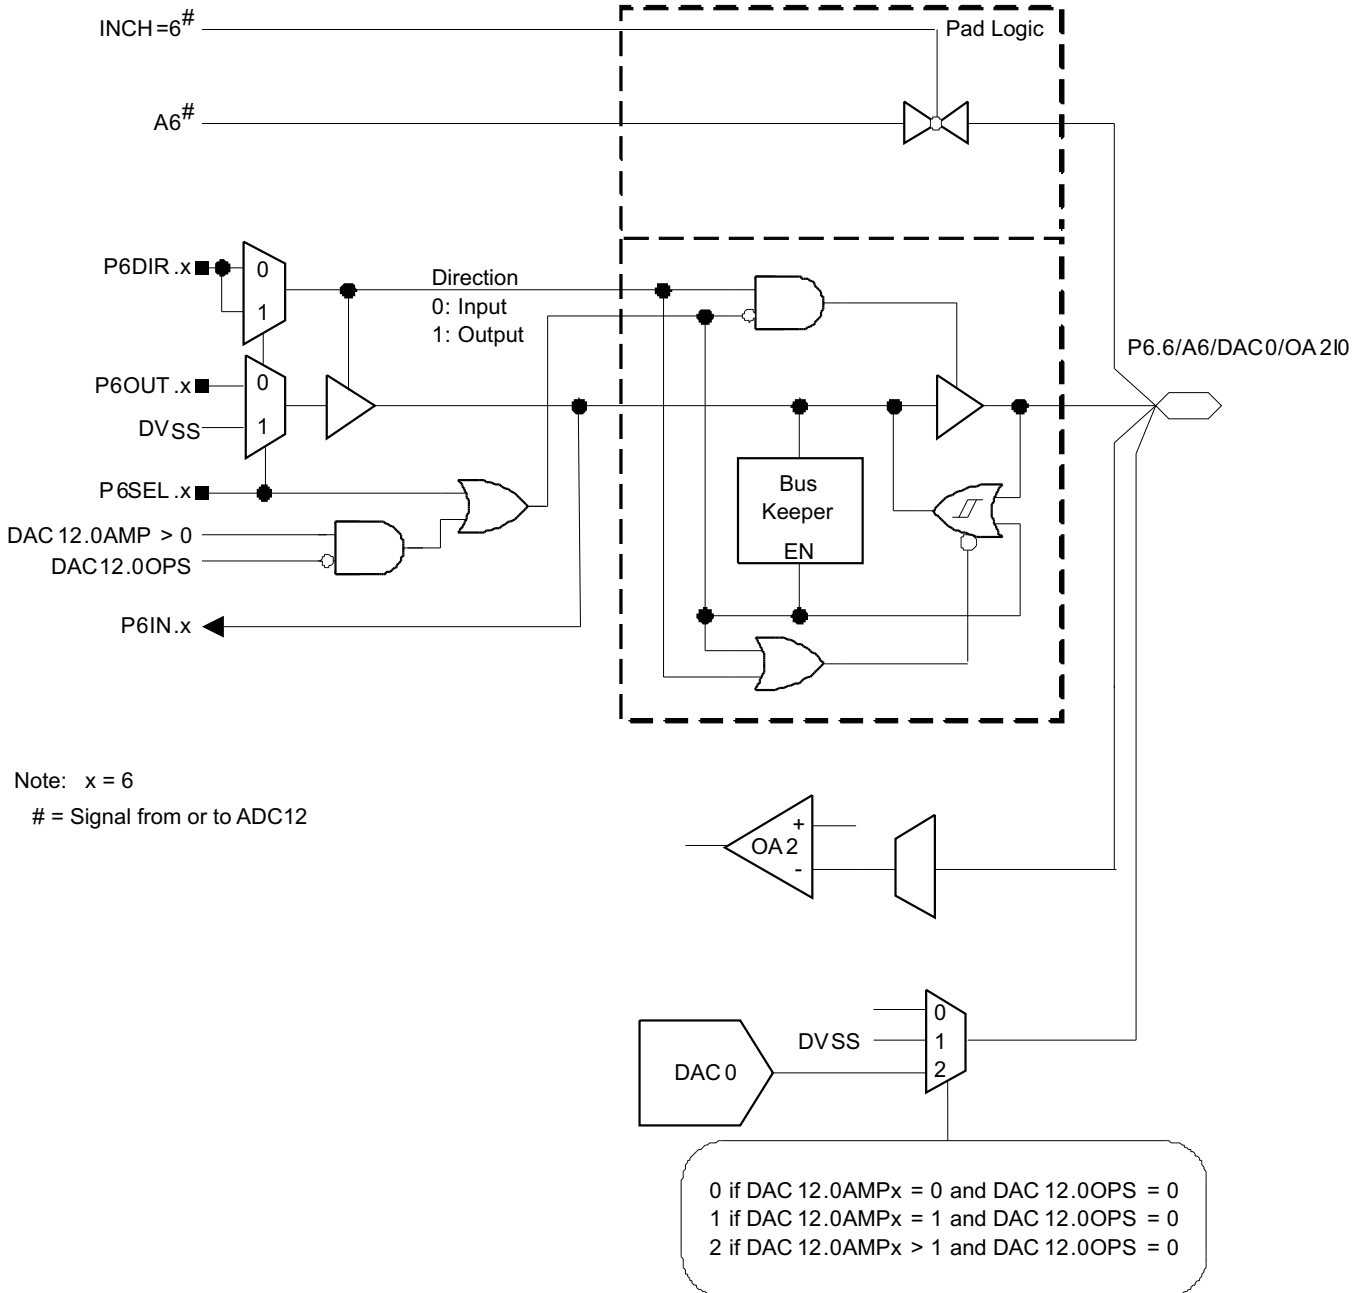 INCH=6#
Pad Logic
A6#
P6DIR.x
0
1
Direction
0: Input
1: Output
P6.6/A6/DAC0/OA2I0
P6OUT.x
0
DVSS
1
P6SEL.x
Bus
Keeper
EN
DAC12.0AMP > 0
DAC12.0OPS
P6IN.x
Note: x = 6
# = Signal from or to ADC12
+
OA2
-
0
DVSS
1
DAC0
2
0 if DAC12.0AMPx = 0 and DAC12.0OPS = 0
1 if DAC12.0AMPx = 1 and DAC12.0OPS = 0
2 if DAC12.0AMPx > 1 and DAC12.0OPS = 0